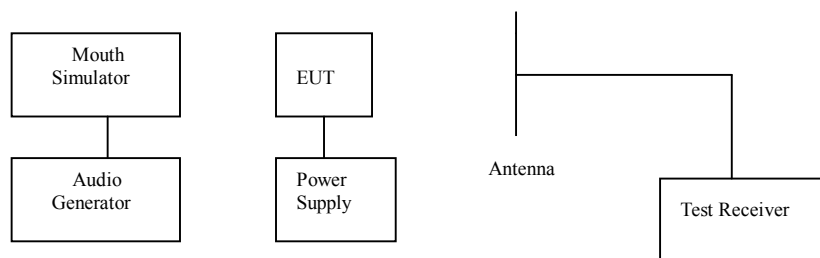 Mouth
Simulator
EUT
Audio
Generator
Power
Supply
Antenna
Test Receiver